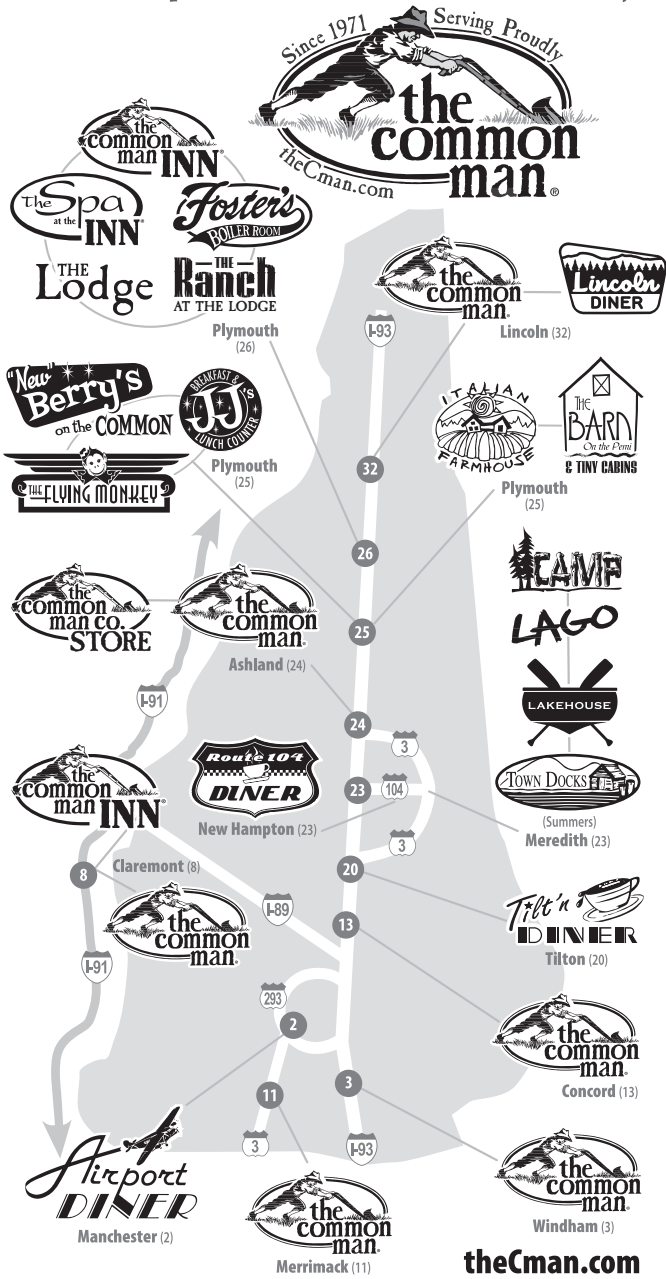 Since 1971
Serving Proudly
the
common
man®
theCman.com
the
common
man INN®
The Spa
at the
INN®
Foster's
BOILER ROOM
THE
Lodge
THE
Ranch
AT THE LODGE
Plymouth
(26)
the
common
man®
Lincoln
DINER
Lincoln (32)
I-93
"New"
Berry's
on the COMMON
BREAKFAST &
JJ's
LUNCH COUNTER
THE FLYING MONKEY
Plymouth
(25)
ITALIAN
FARMHOUSE
THE
BARN
On the Pemi
& TINY CABINS
Plymouth
(25)
32
26
25
the
common
man co.
STORE
the
common
man®
Ashland (24)
CAMP
LAGO
LAKEHOUSE
TOWN DOCKS
(Summers)
Meredith (23)
I-91
24
3
23
104
3
20
the
common
man INN®
Route 104
DINER
New Hampton (23)
8
Claremont (8)
the
common
man®
I-89
13
Tilt'n
DINER
Tilton (20)
I-91
293
2
the
common
man®
Concord (13)
11
3
3
I-93
Airport
DINER
Manchester (2)
the
common
man®
Merrimack (11)
the
common
man®
Windham (3)
theCman.com